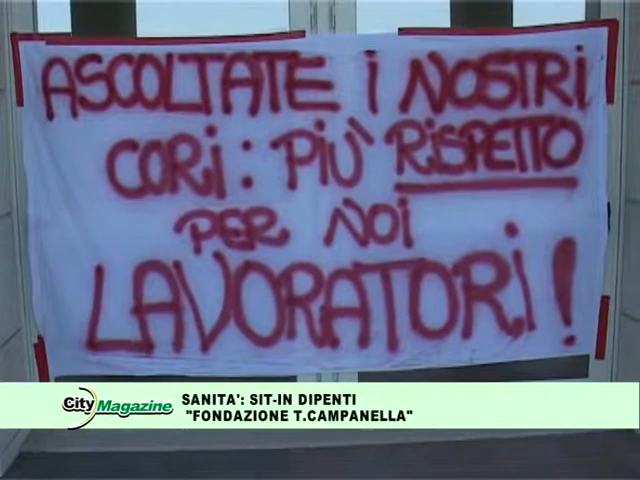 ASCOLTATE i NOSTRi
CORi: PiU' RiSPETTO
PER NOi
LAVORATORi!
City Magazine
SANITA': SIT-IN DIPENTI
"FONDAZIONE T.CAMPANELLA"